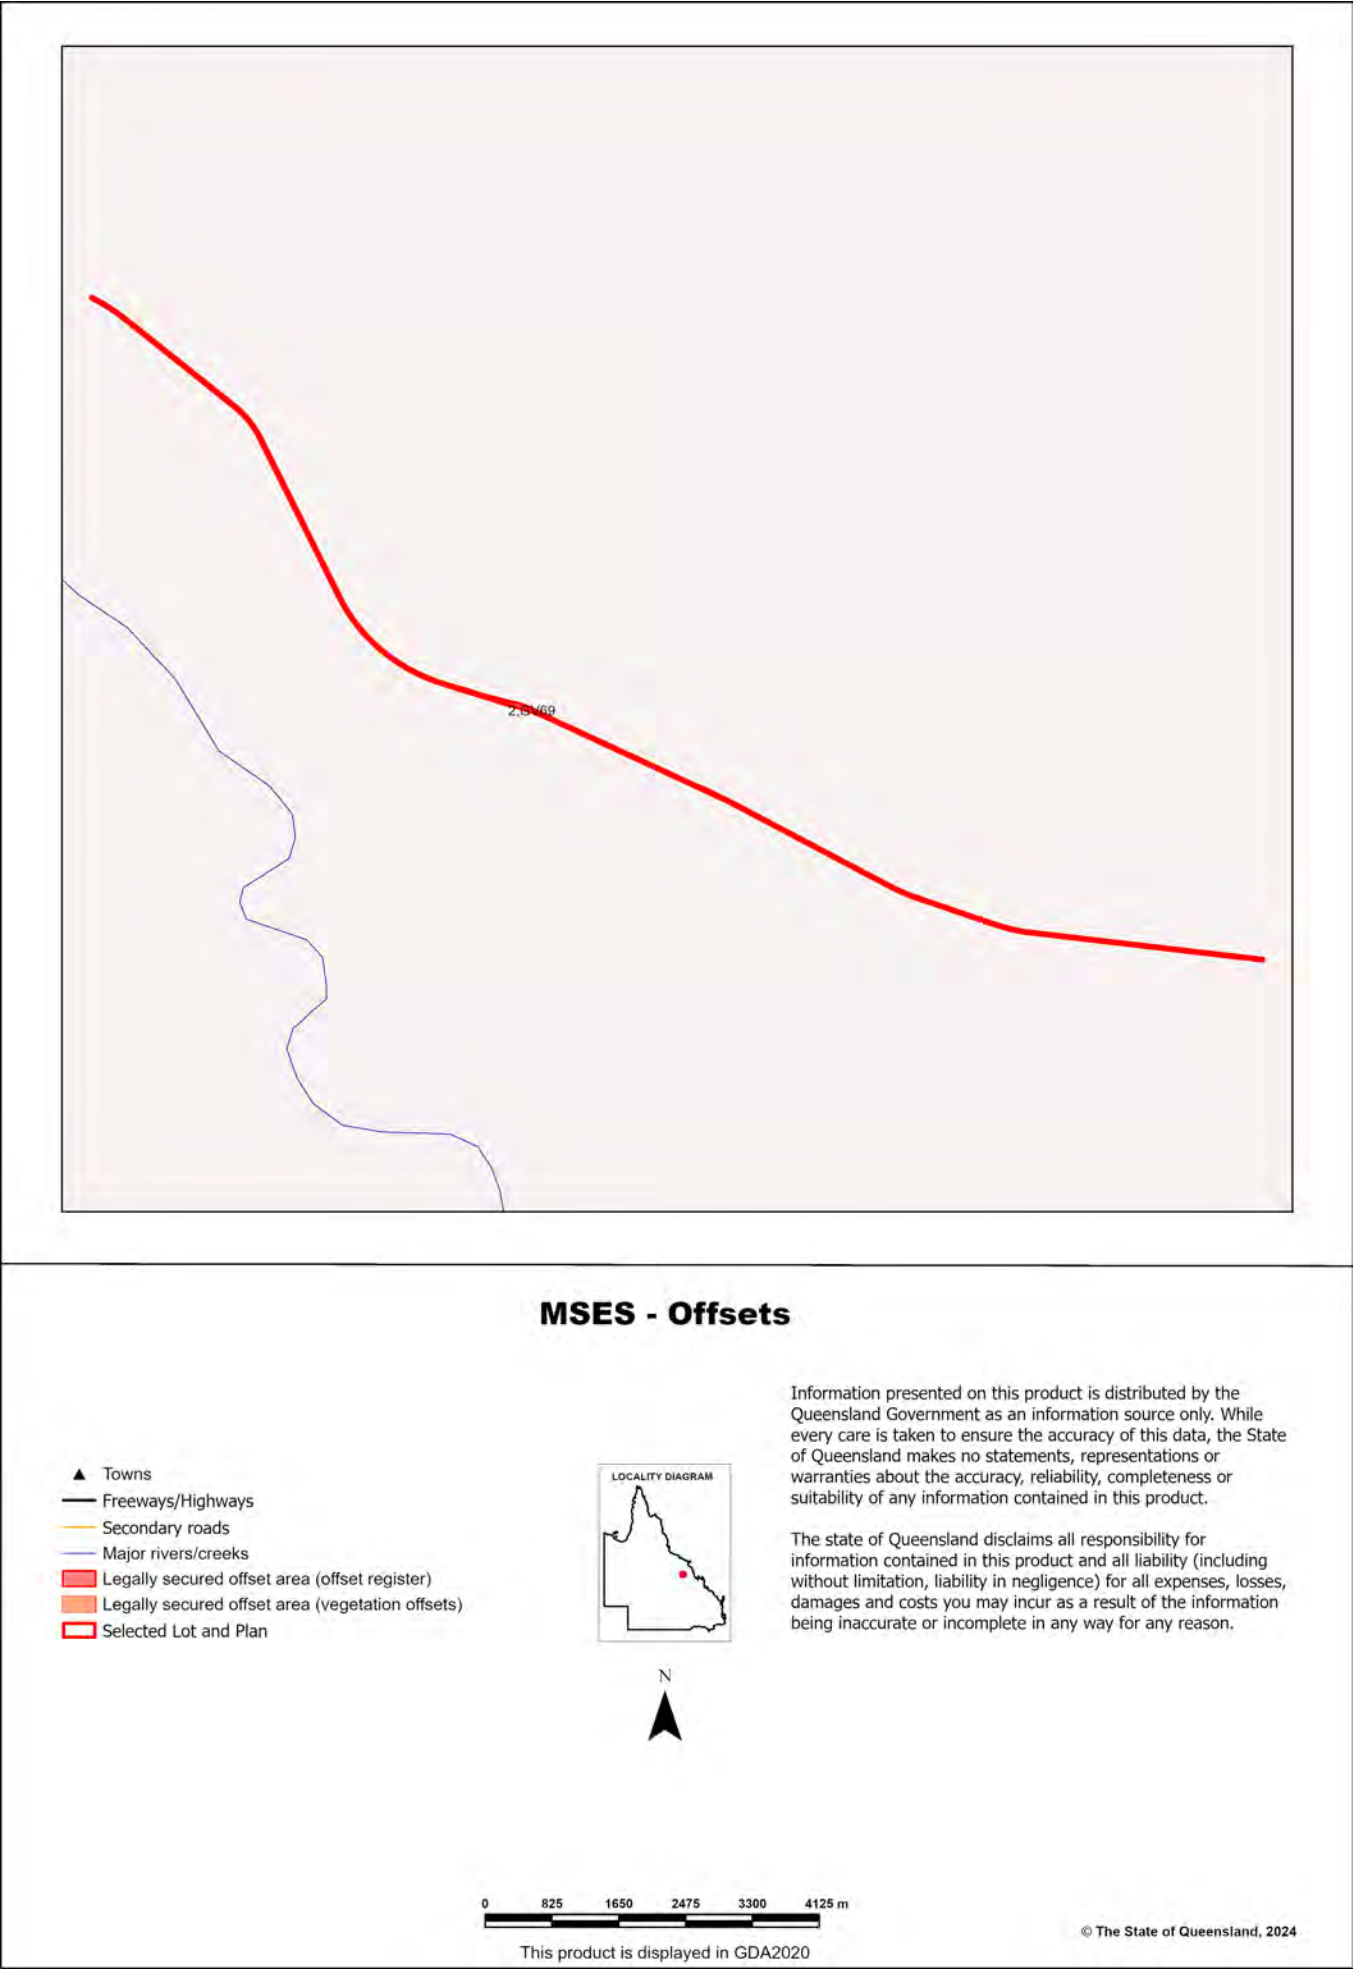 2,GV69
MSES - Offsets
Towns
Freeways/Highways
Secondary roads
Major rivers/creeks
Legally secured offset area (offset register)
Legally secured offset area (vegetation offsets)
Selected Lot and Plan
LOCALITY DIAGRAM
N
Information presented on this product is distributed by the
Queensland Government as an information source only. While
every care is taken to ensure the accuracy of this data, the State
of Queensland makes no statements, representations or
warranties about the accuracy, reliability, completeness or
suitability of any information contained in this product.
The state of Queensland disclaims all responsibility for
information contained in this product and all liability (including
without limitation, liability in negligence) for all expenses, losses,
damages and costs you may incur as a result of the information
being inaccurate or incomplete in any way for any reason.
0 825 1650 2475 3300 4125 m
This product is displayed in GDA2020
© The State of Queensland, 2024